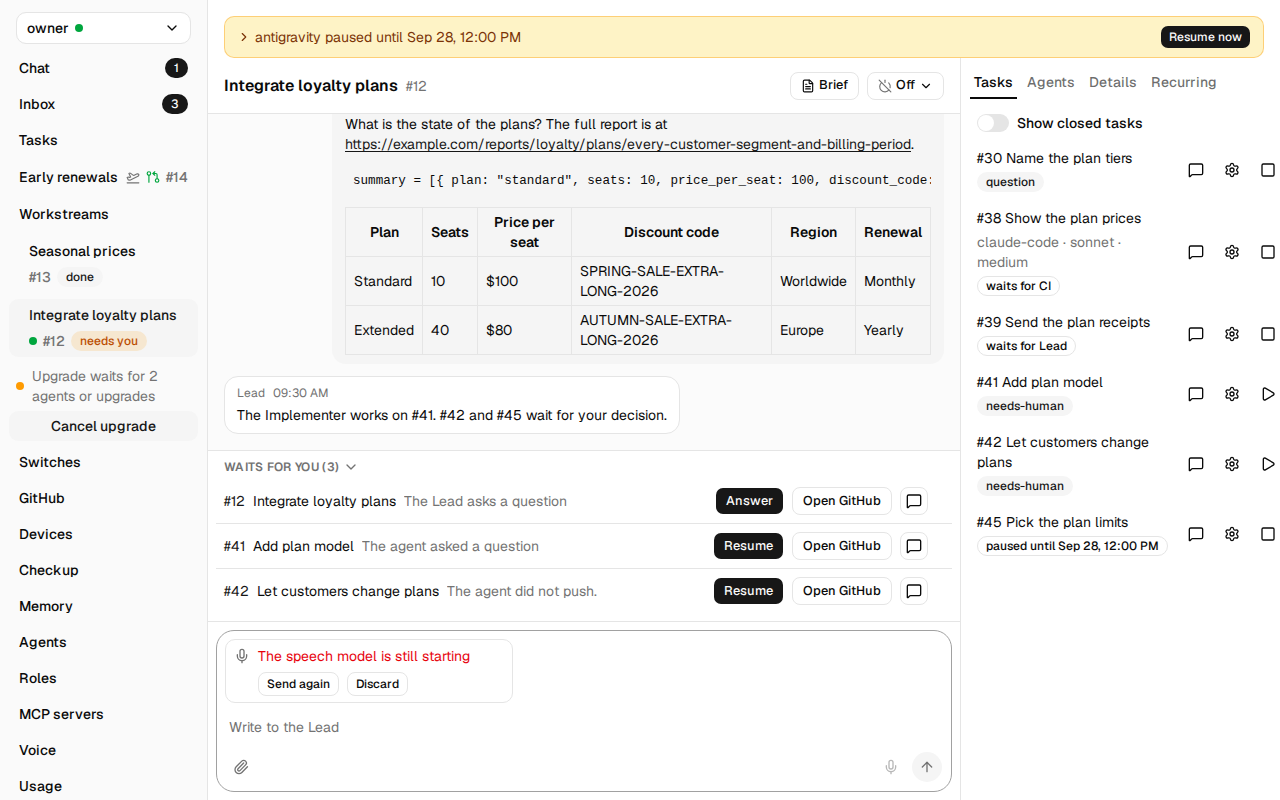 owner
Chat 1
Inbox 3
Tasks
Early renewals #14
Workstreams
Seasonal prices
#13 done
Integrate loyalty plans
#12 needs you
Upgrade waits for 2
agents or upgrades
Cancel upgrade
Switches
GitHub
Devices
Checkup
Memory
Agents
Roles
MCP servers
Voice
Usage
antigravity paused until Sep 28, 12:00 PM
Resume now
Integrate loyalty plans #12
Brief
Off
What is the state of the plans? The full report is at
https://example.com/reports/loyalty/plans/every-customer-segment-and-billing-period.
summary = [{ plan: "standard", seats: 10, price_per_seat: 100, discount_code:
Plan Seats Price per seat Discount code Region Renewal
Standard 10 $100 SPRING-SALE-EXTRA-LONG-2026 Worldwide Monthly
Extended 40 $80 AUTUMN-SALE-EXTRA-LONG-2026 Europe Yearly
Lead 09:30 AM
The Implementer works on #41. #42 and #45 wait for your decision.
WAITS FOR YOU (3)
#12 Integrate loyalty plans The Lead asks a question Answer Open GitHub
#41 Add plan model The agent asked a question Resume Open GitHub
#42 Let customers change plans The agent did not push. Resume Open GitHub
The speech model is still starting
Send again Discard
Write to the Lead
Tasks Agents Details Recurring
Show closed tasks
#30 Name the plan tiers
question
#38 Show the plan prices
claude-code · sonnet ·
medium
waits for CI
#39 Send the plan receipts
waits for Lead
#41 Add plan model
needs-human
#42 Let customers change
plans
needs-human
#45 Pick the plan limits
paused until Sep 28, 12:00 PM